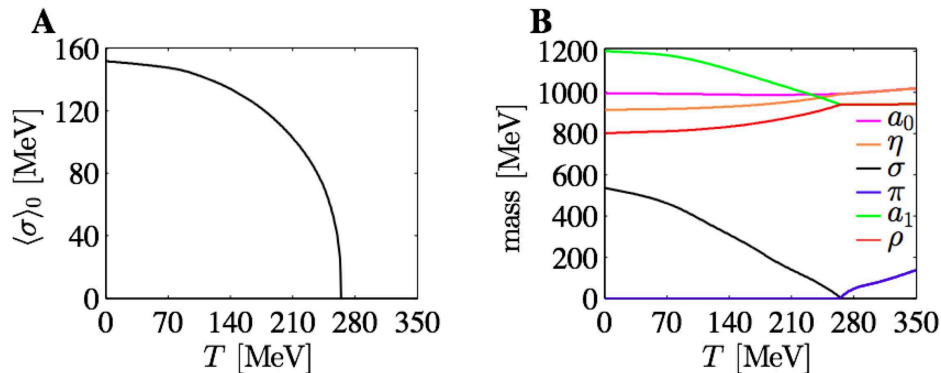 A
⟨σ⟩₀ [MeV]
160
120
80
40
0
0 70 140 210 280 350
T [MeV]
B
mass [MeV]
1200
1000
800
600
400
200
0
a₀
η
σ
π
a₁
ρ
0 70 140 210 280 350
T [MeV]